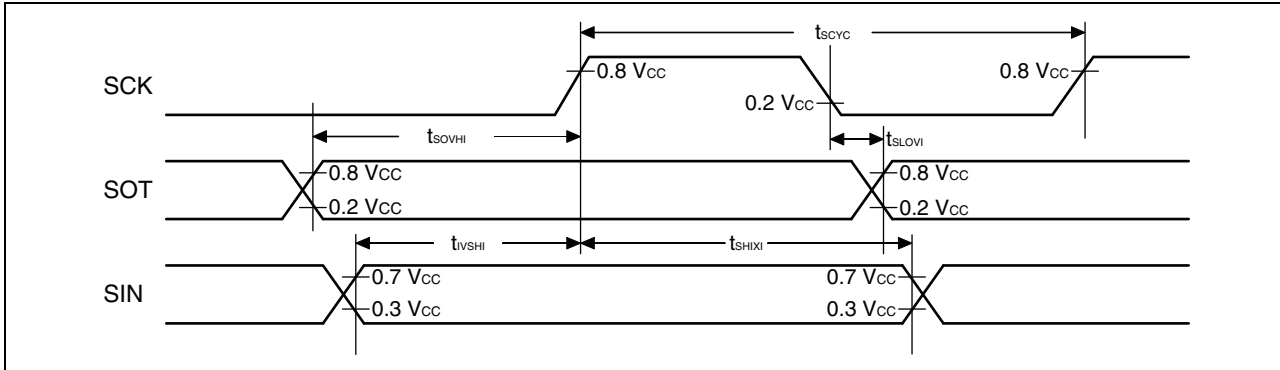 tSCYC
SCK
0.8 VCC
0.8 VCC
0.2 VCC
tSOVHI
tSLOVI
SOT
0.8 VCC
0.8 VCC
0.2 VCC
0.2 VCC
tIVSHI
tSHIXI
SIN
0.7 VCC
0.7 VCC
0.3 VCC
0.3 VCC